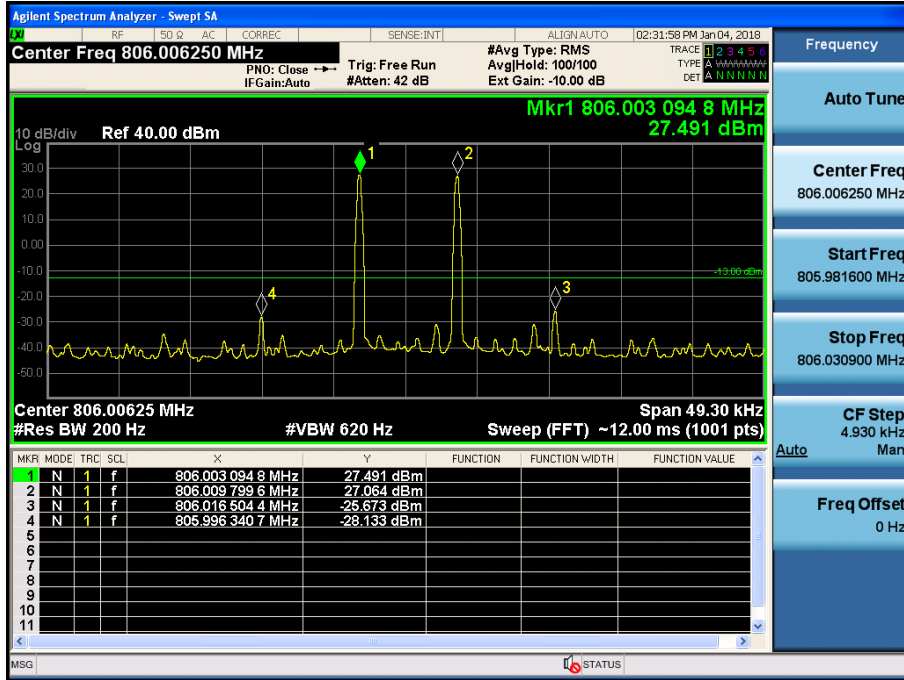 Agilent Spectrum Analyzer - Swept SA
LXI RF 50 Ω AC CORREC SENSE:INT ALIGN AUTO 02:31:58 PM Jan 04, 2018
Center Freq 806.006250 MHz
PNO: Close
IFGain:Auto
Trig: Free Run
#Atten: 42 dB
#Avg Type: RMS
Avg|Hold: 100/100
Ext Gain: -10.00 dB
TRACE 1 2 3 4 5 6
TYPE A WWWWW
DET A N N N N N
Mkr1 806.003 094 8 MHz
27.491 dBm
10 dB/div Ref 40.00 dBm
Log
30.0
20.0
10.0
0.00
-10.0
-20.0
-30.0
-40.0
-50.0
1
2
-13.00 dBm
3
4
Center 806.00625 MHz Span 49.30 kHz
#Res BW 200 Hz #VBW 620 Hz Sweep (FFT) ~12.00 ms (1001 pts)
MKR MODE TRC SCL X Y FUNCTION FUNCTION WIDTH FUNCTION VALUE
1 N 1 f 806.003 094 8 MHz 27.491 dBm
2 N 1 f 806.009 799 6 MHz 27.064 dBm
3 N 1 f 806.016 504 4 MHz -25.673 dBm
4 N 1 f 805.996 340 7 MHz -28.133 dBm
5
6
7
8
9
10
11
MSG STATUS
Frequency
Auto Tune
Center Freq
806.006250 MHz
Start Freq
805.981600 MHz
Stop Freq
806.030900 MHz
CF Step
4.930 kHz
Auto Man
Freq Offset
0 Hz